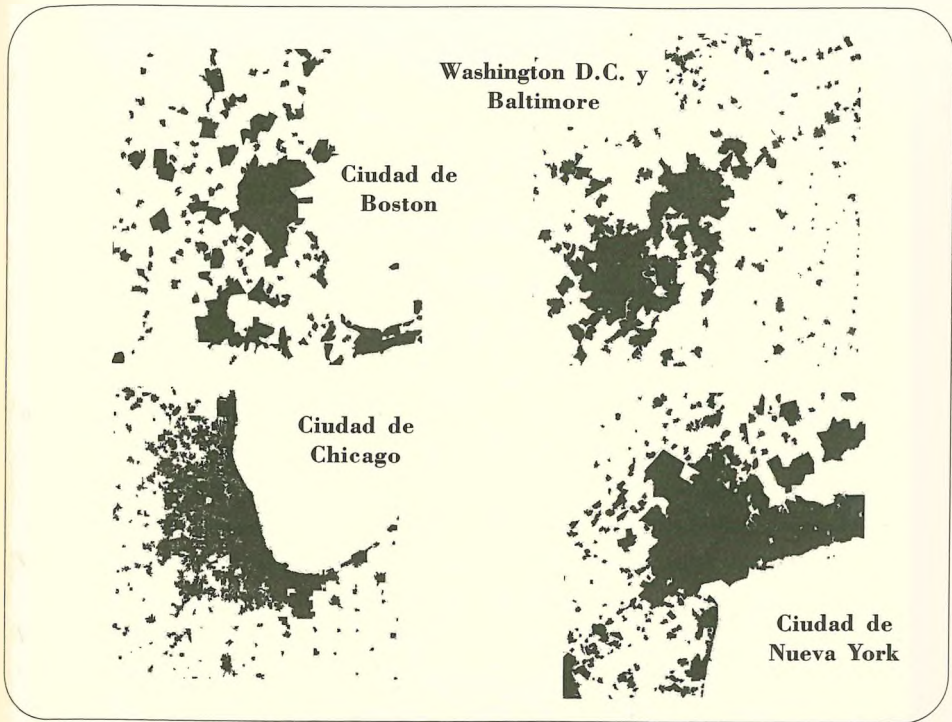 Washington D.C. y
Baltimore
Ciudad de
Boston
Ciudad de
Chicago
Ciudad de
Nueva York